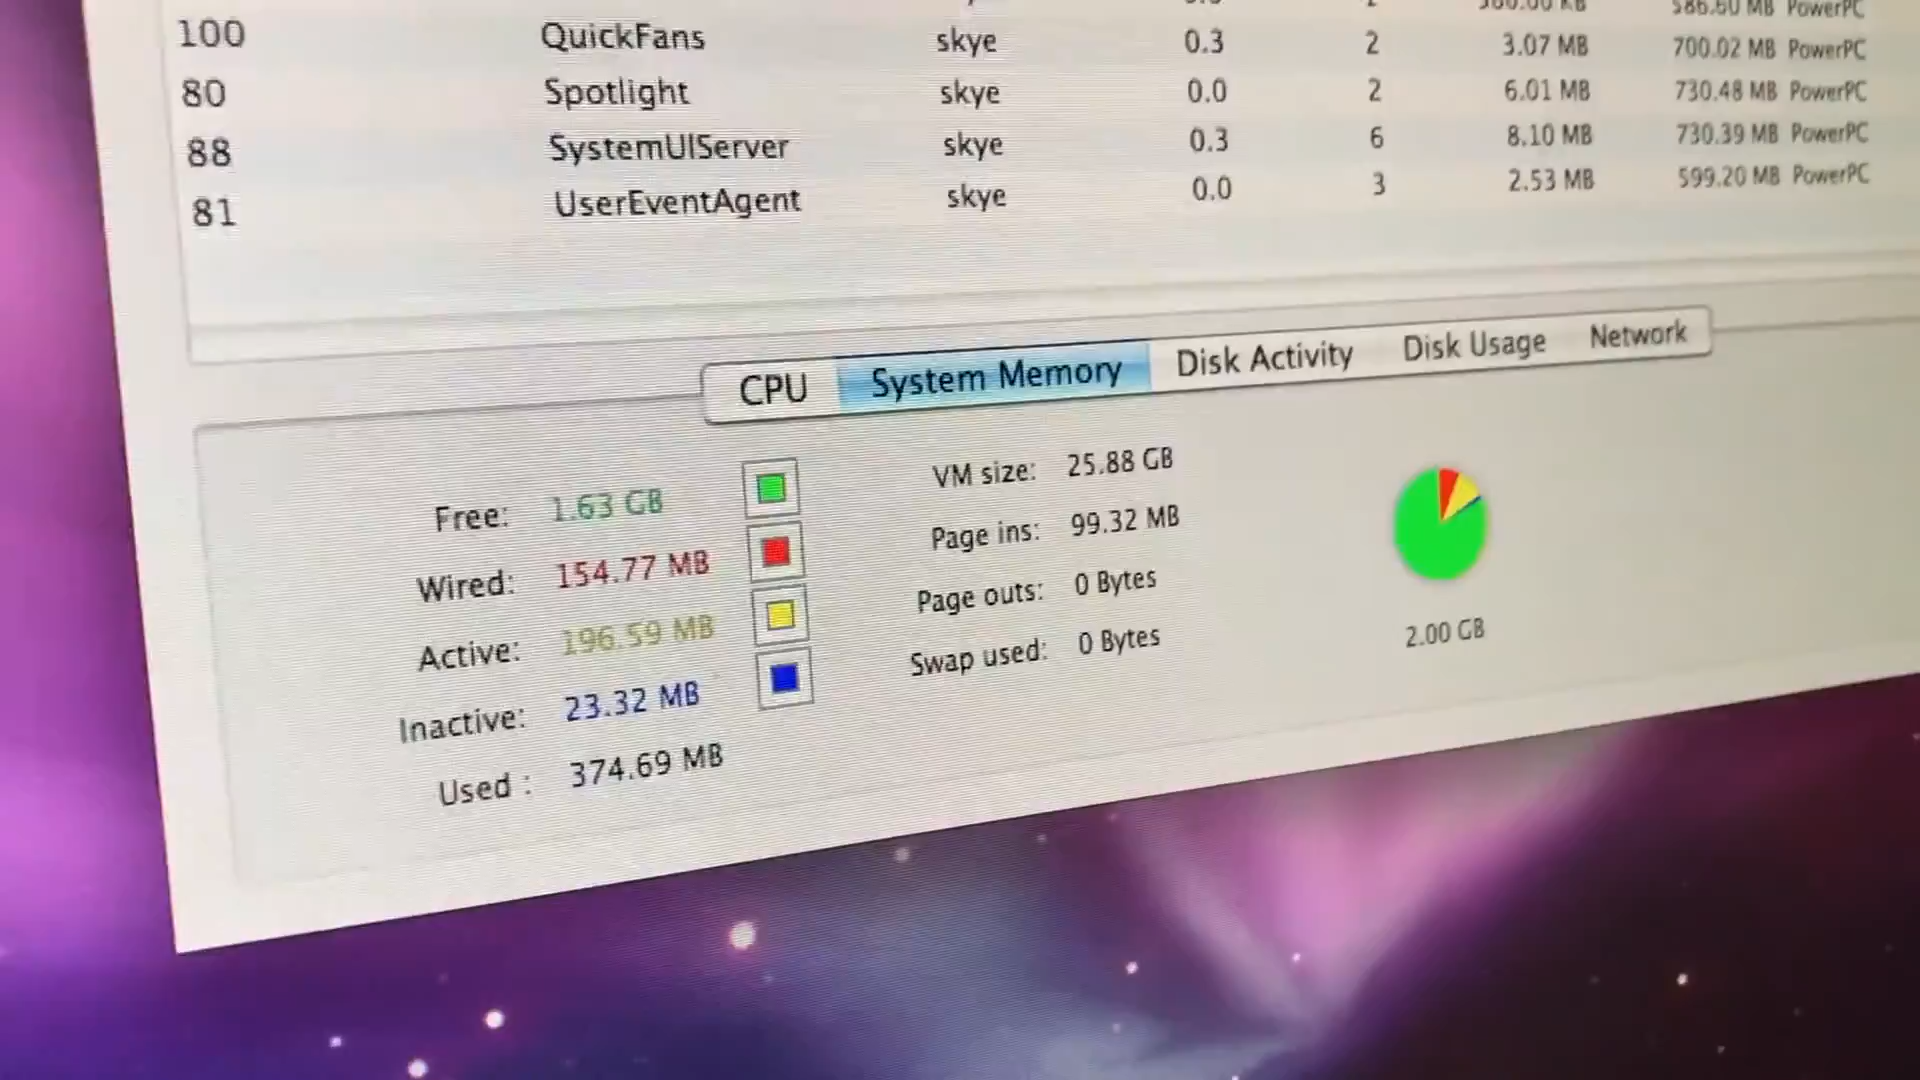 586.60 MB PowerPC
100 QuickFans skye 0.3 2 3.07 MB 700.02 MB PowerPC
80 Spotlight skye 0.0 2 6.01 MB 730.48 MB PowerPC
88 SystemUIServer skye 0.3 6 8.10 MB 730.39 MB PowerPC
81 UserEventAgent skye 0.0 3 2.53 MB 599.20 MB PowerPC
CPU System Memory Disk Activity Disk Usage Network
Free: 1.63 GB VM size: 25.88 GB
Wired: 154.77 MB Page ins: 99.32 MB
Active: 196.59 MB Page outs: 0 Bytes
Inactive: 23.32 MB Swap used: 0 Bytes
Used : 374.69 MB
2.00 GB